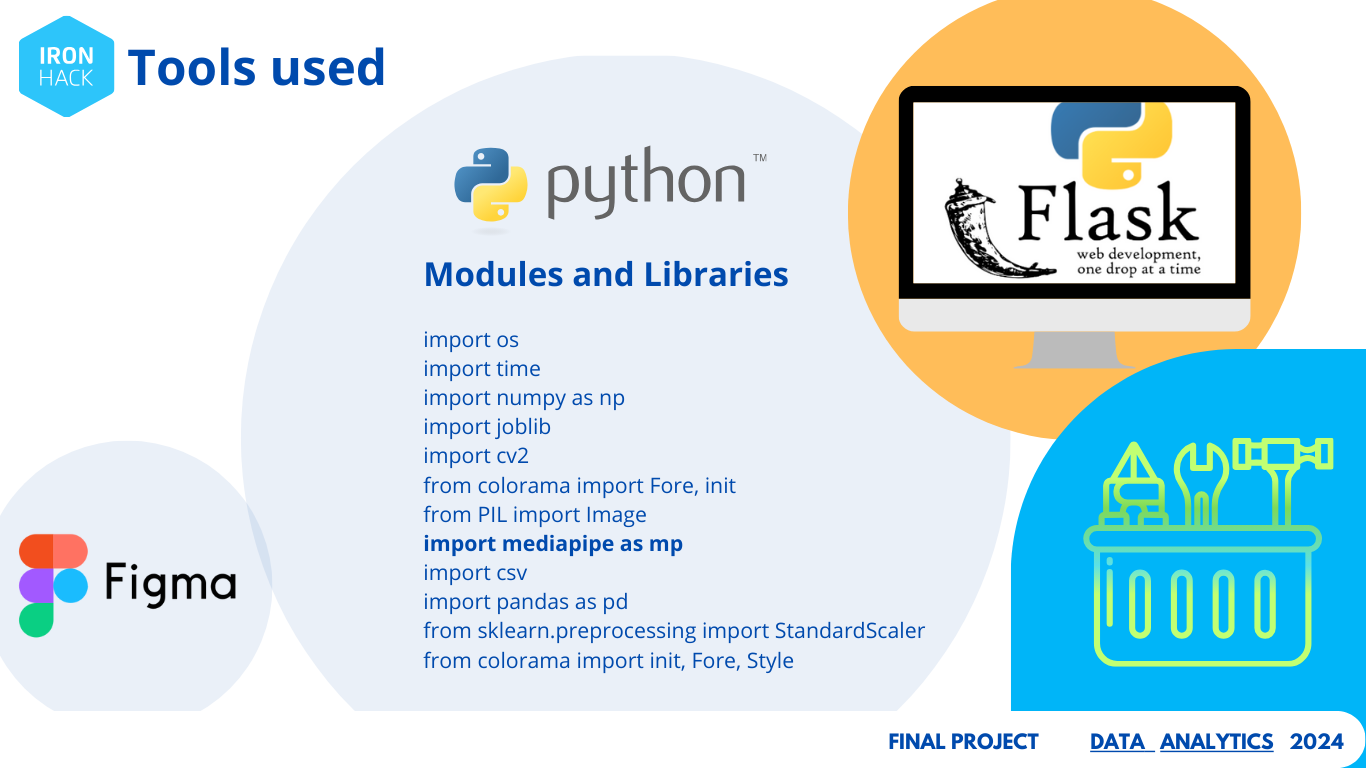 IRON
HACK
Tools used
python™
Modules and Libraries
import os
import time
import numpy as np
import joblib
import cv2
from colorama import Fore, init
from PIL import Image
import mediapipe as mp
import csv
import pandas as pd
from sklearn.preprocessing import StandardScaler
from colorama import init, Fore, Style
Flask
web development,
one drop at a time
Figma
FINAL PROJECT DATA_ANALYTICS 2024